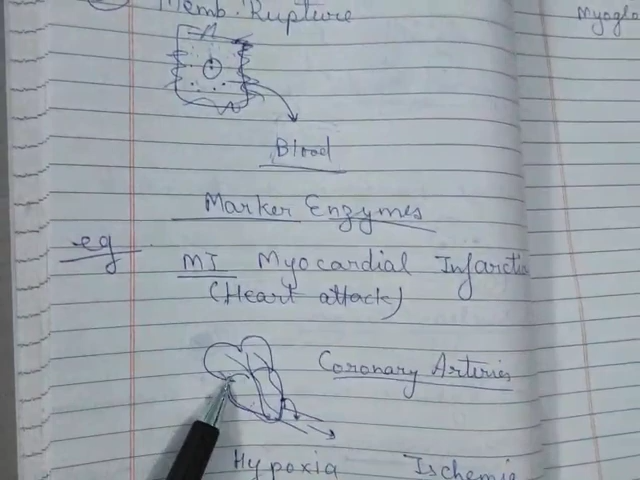 Memb. Rupture
Myoglo
Blood
Marker Enzymes
eg
MI Myocardial Infarctio
(Heart attack)
Coronary Arteries
Hypoxia Ischemia